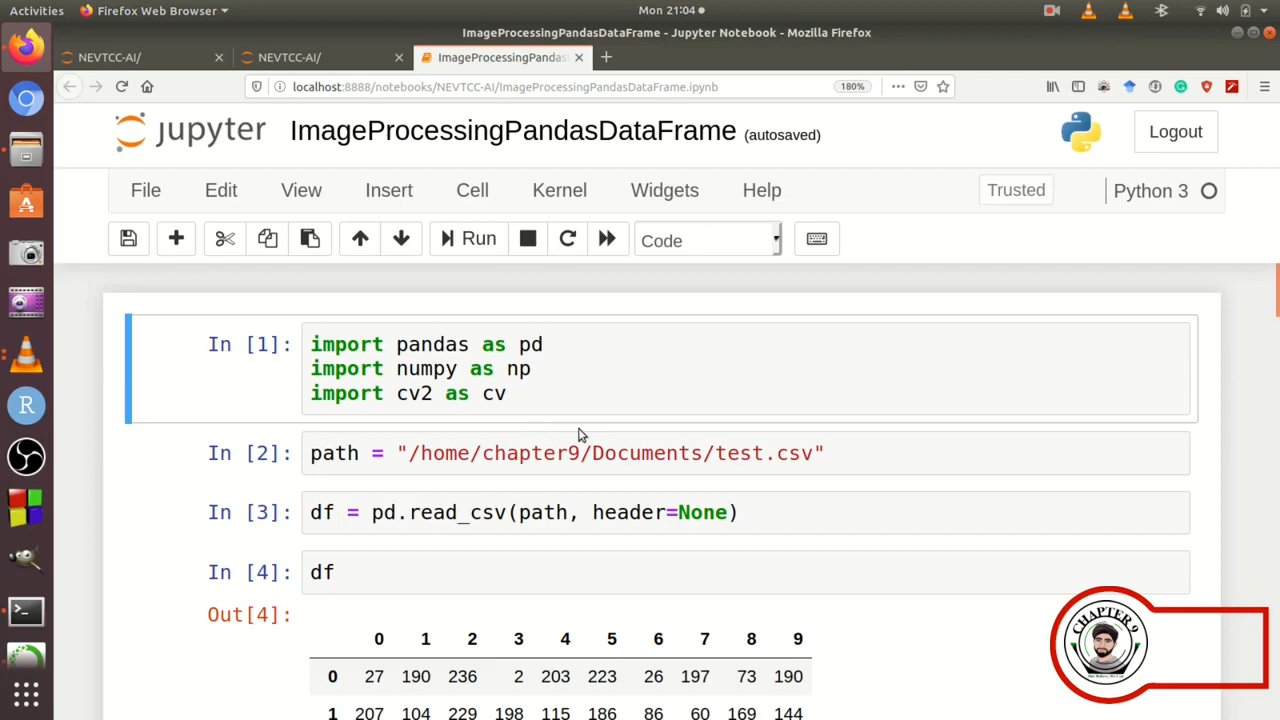 Activities Firefox Web Browser Mon 21:04
ImageProcessingPandasDataFrame - Jupyter Notebook - Mozilla Firefox
NEVTCC-AI/ NEVTCC-AI/ ImageProcessingPandas
localhost:8888/notebooks/NEVTCC-AI/ImageProcessingPandasDataFrame.ipynb 180%
jupyter ImageProcessingPandasDataFrame (autosaved) Logout
File Edit View Insert Cell Kernel Widgets Help Trusted Python 3
Run Code
In [1]: import pandas as pd
import numpy as np
import cv2 as cv
In [2]: path = "/home/chapter9/Documents/test.csv"
In [3]: df = pd.read_csv(path, header=None)
In [4]: df
Out[4]:
0 1 2 3 4 5 6 7 8 9
0 27 190 236 2 203 223 26 197 73 190
1 207 104 229 198 115 186 86 60 169 144
CHAPTER 9